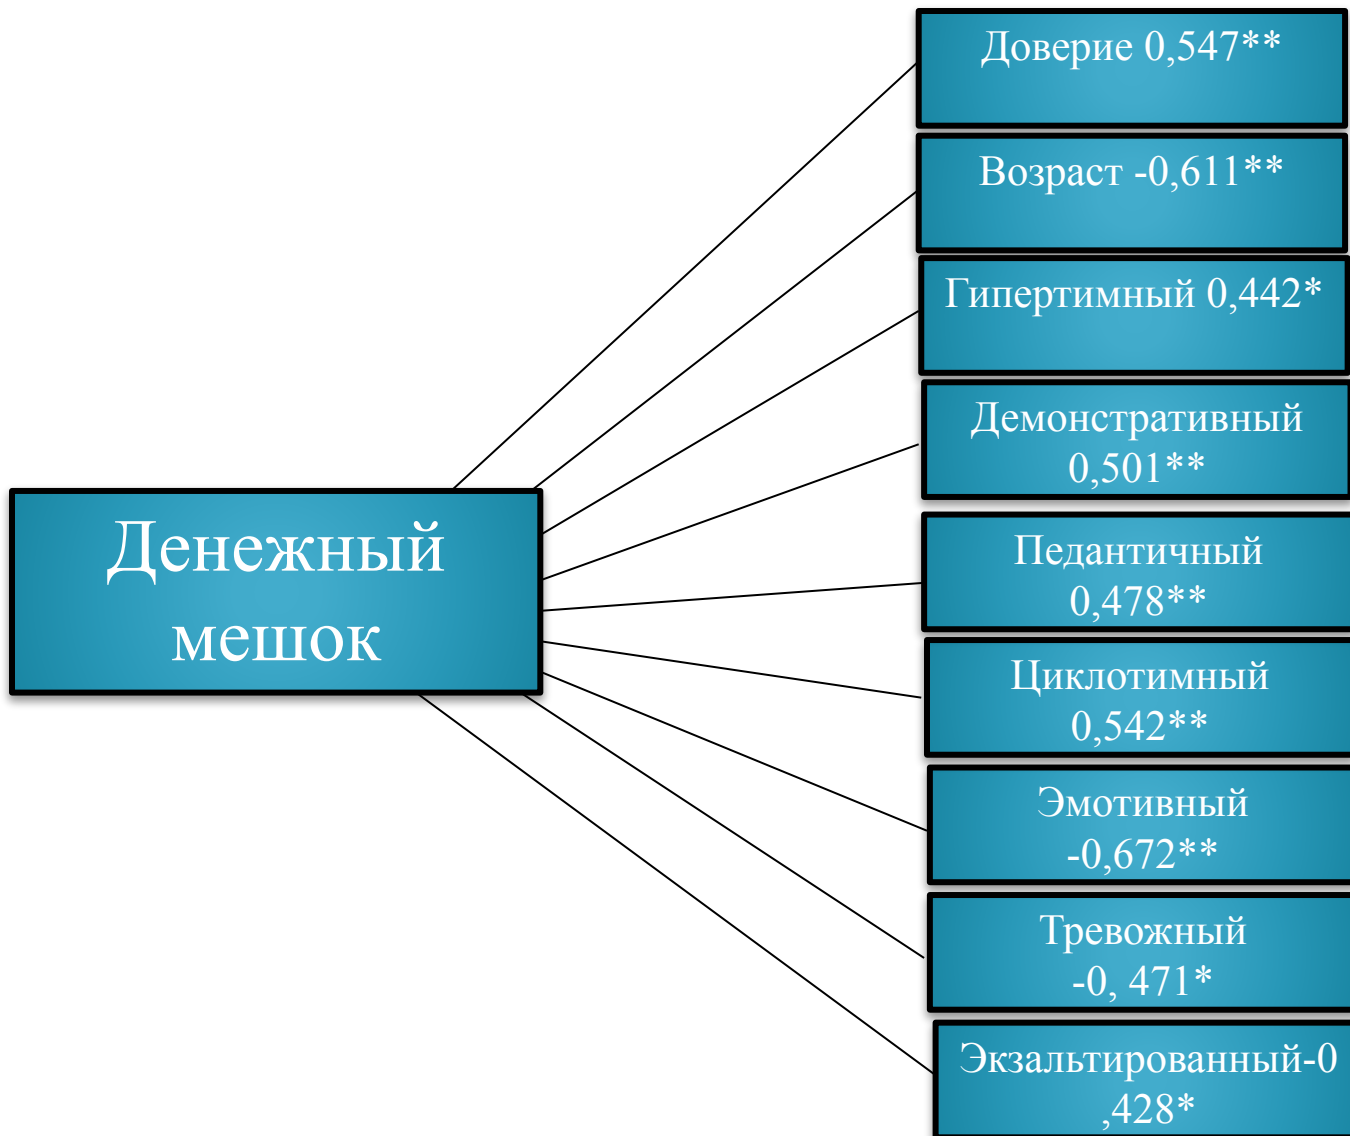 Доверие 0,547**
Возраст -0,611**
Гипертимный 0,442*
Демонстративный
0,501**
Денежный
мешок
Педантичный
0,478**
Циклотимный
0,542**
Эмотивный
-0,672**
Тревожный
-0, 471*
Экзальтированный-0
,428*